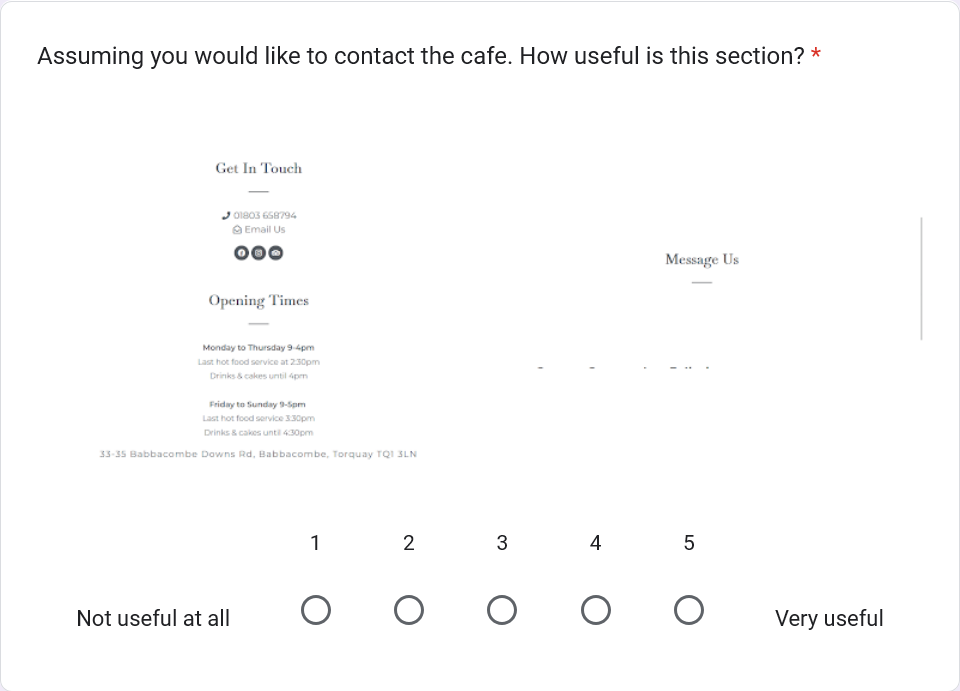 Assuming you would like to contact the cafe. How useful is this section? *
Get In Touch
01803 658794
Email Us
Opening Times
Monday to Thursday 9-4pm
Last hot food service at 2:30pm
Drinks & cakes until 4pm
Friday to Sunday 9-5pm
Last hot food service 3:30pm
Drinks & cakes until 4:30pm
33-35 Babbacombe Downs Rd, Babbacombe, Torquay TQ1 3LN
Message Us
1 2 3 4 5
Not useful at all
Very useful